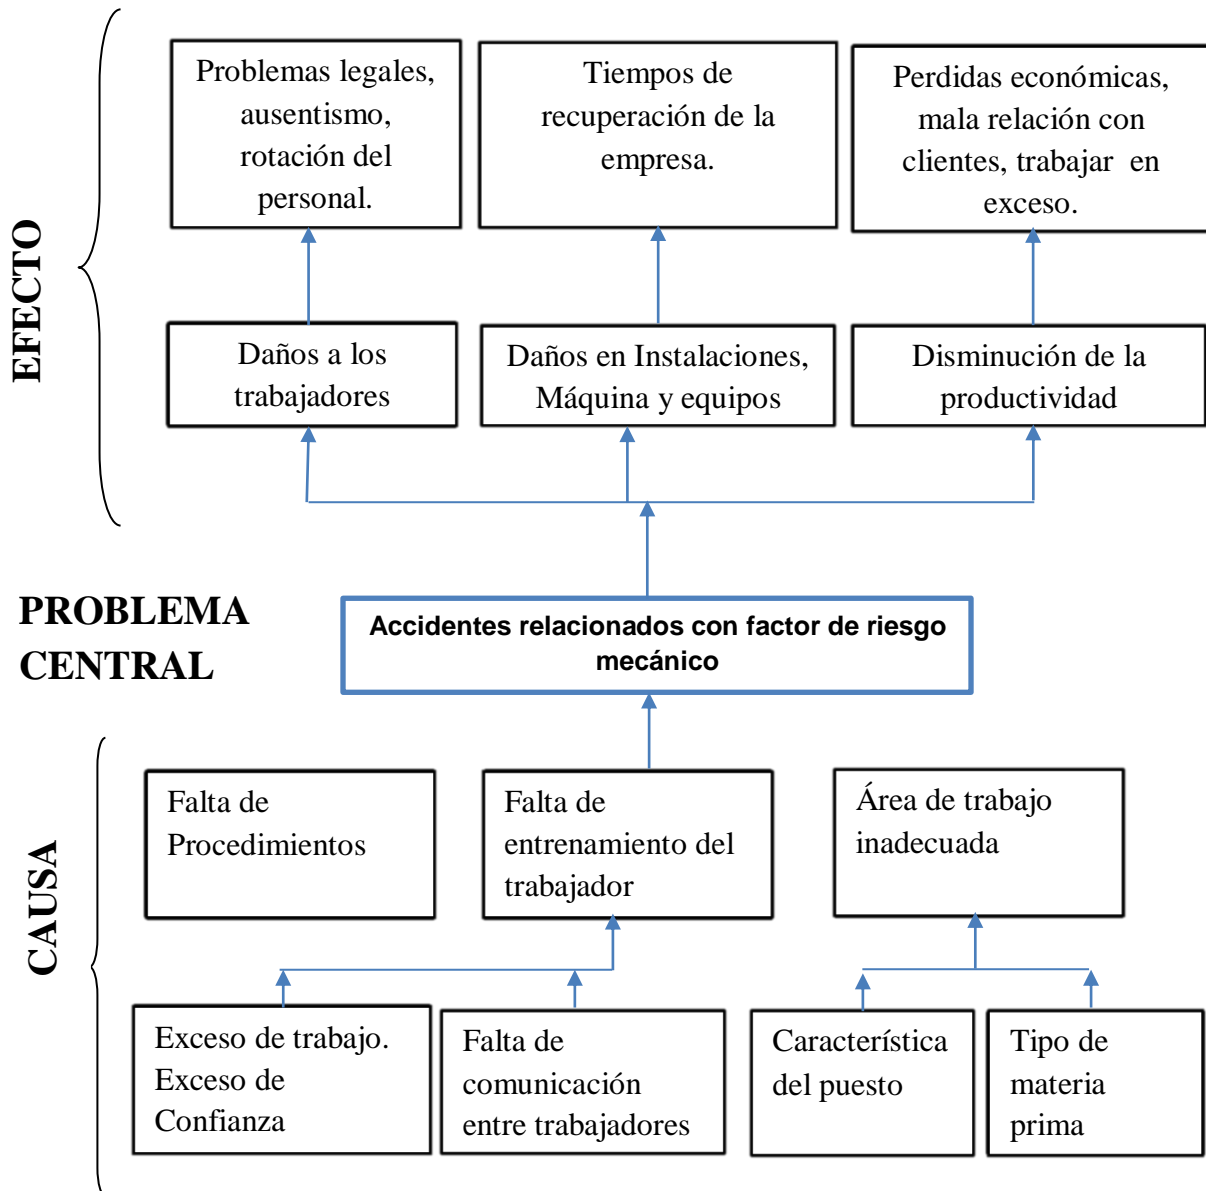 EFECTO
Problemas legales,
ausentismo,
rotación del
personal.
Tiempos de
recuperación de la
empresa.
Perdidas económicas,
mala relación con
clientes, trabajar  en
exceso.
Daños a los
trabajadores
Daños en Instalaciones,
Máquina y equipos
Disminución de la
productividad
PROBLEMA
CENTRAL
Accidentes relacionados con factor de riesgo
mecánico
CAUSA
Falta de
Procedimientos
Falta de
entrenamiento del
trabajador
Área de trabajo
inadecuada
Exceso de trabajo.
Exceso de
Confianza
Falta de
comunicación
entre trabajadores
Característica
del puesto
Tipo de
materia
prima